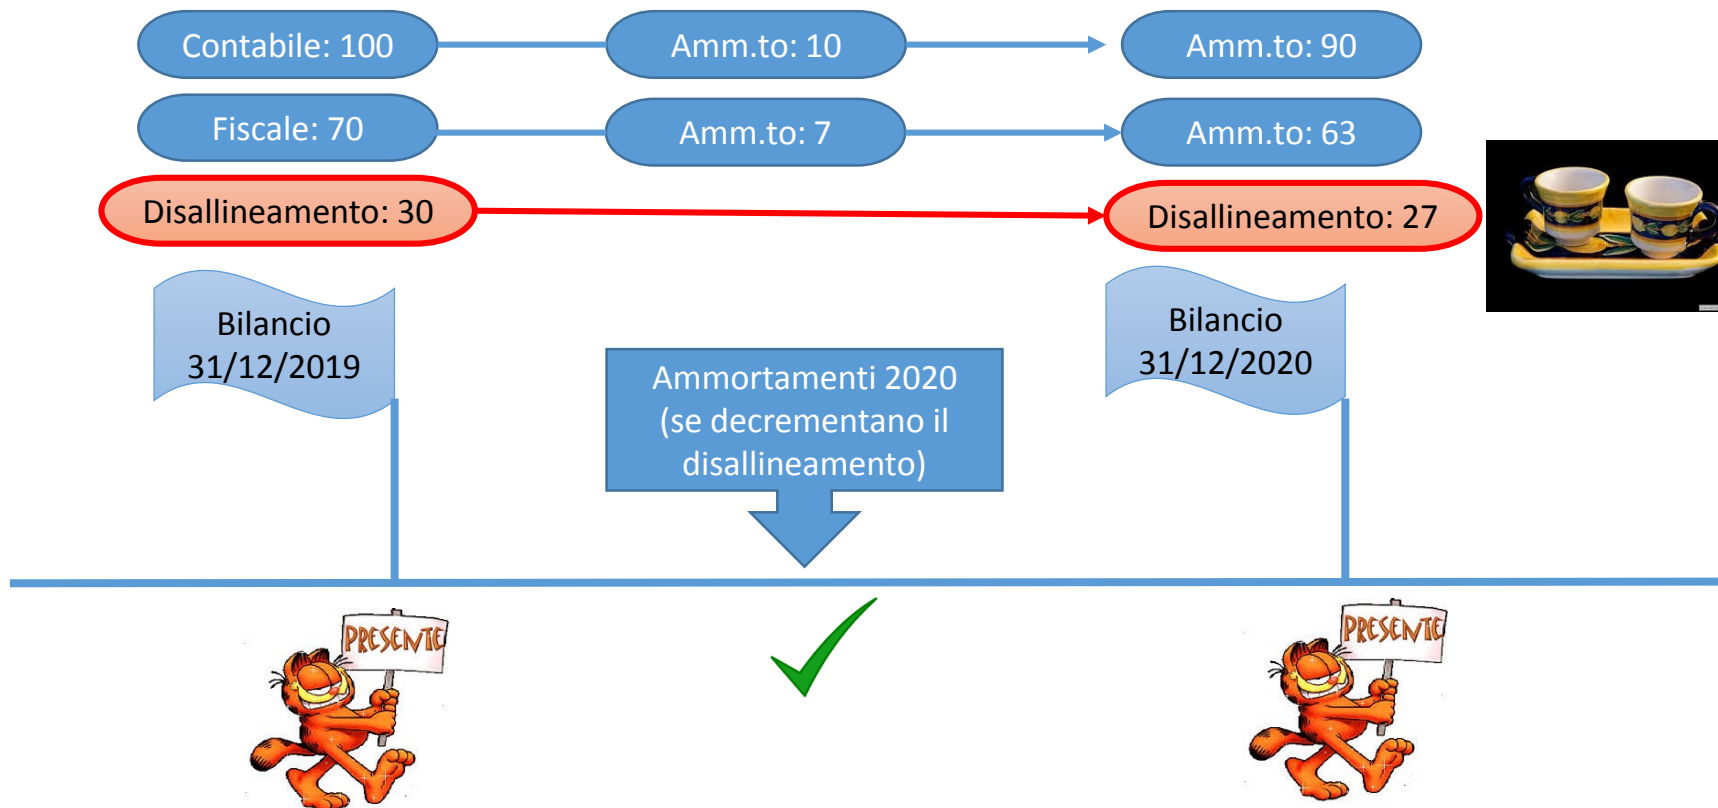 Contabile: 100
Amm.to: 10
Amm.to: 90
Fiscale: 70
Amm.to: 7
Amm.to: 63
Disallineamento: 30
Disallineamento: 27
Bilancio
31/12/2019
Ammortamenti 2020
(se decrementano il
disallineamento)
Bilancio
31/12/2020
PRESENTE
PRESENTE